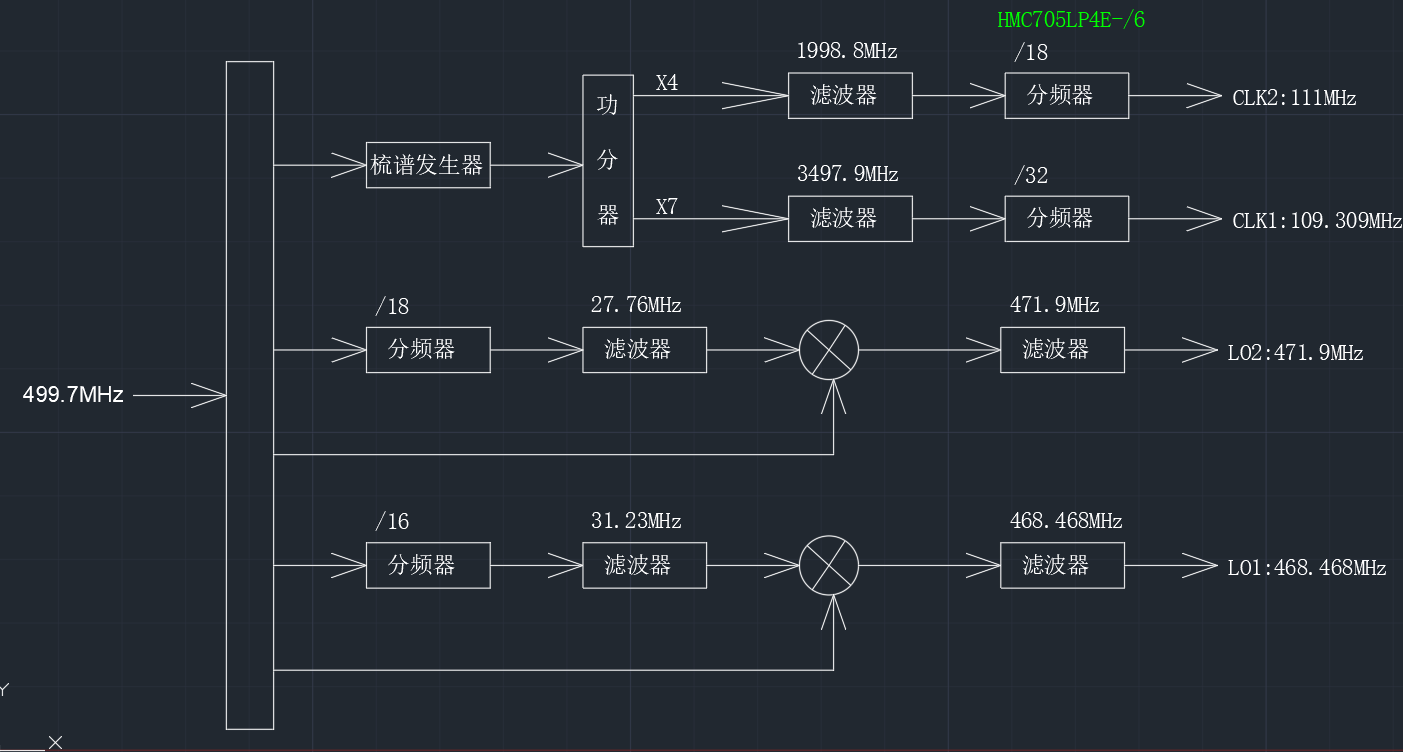 HMC705LP4E-/6
1998.8MHz
/18
X4
滤波器
分频器
CLK2:111MHz
功分器
梳谱发生器
3497.9MHz
/32
X7
滤波器
分频器
CLK1:109.309MHz
/18
27.76MHz
471.9MHz
分频器
滤波器
滤波器
LO2:471.9MHz
499.7MHz
/16
31.23MHz
468.468MHz
分频器
滤波器
滤波器
LO1:468.468MHz
Y
X